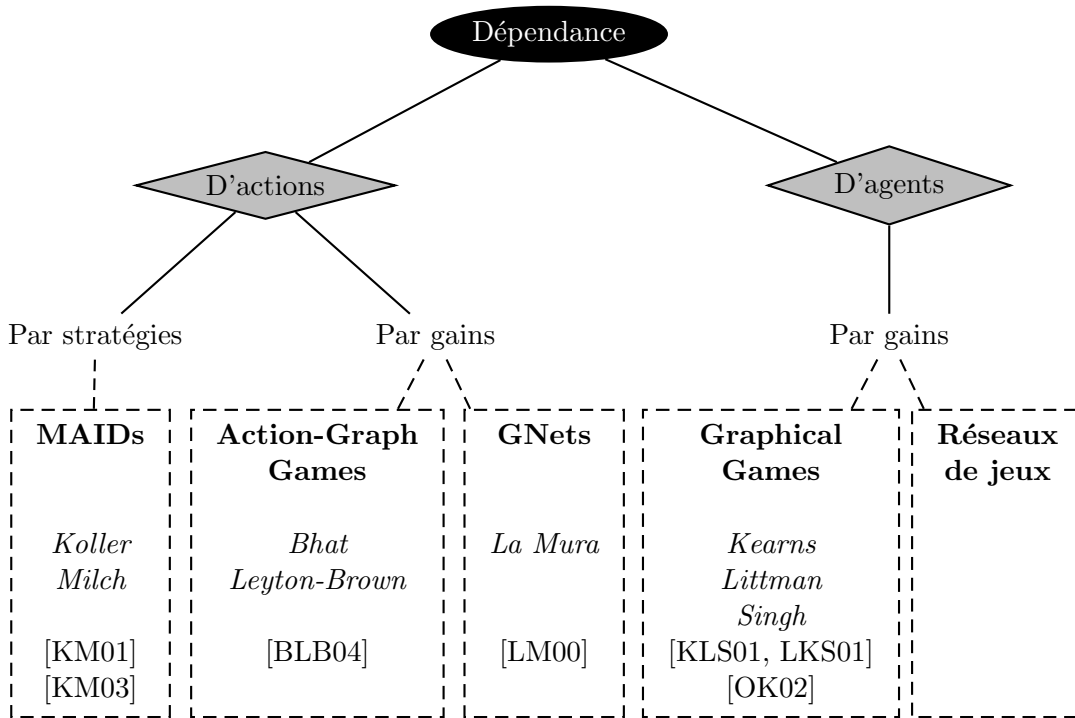 Dépendance
D'actions
D'agents
Par stratégies
Par gains
Par gains
MAIDs
Koller
Milch
[KM01]
[KM03]
Action-Graph
Games
Bhat
Leyton-Brown
[BLB04]
GNets
La Mura
[LM00]
Graphical
Games
Kearns
Littman
Singh
[KLS01, LKS01]
[OK02]
Réseaux
de jeux